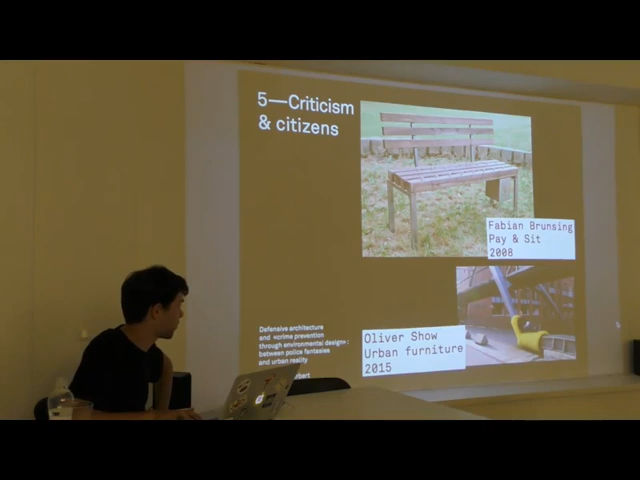 5—Criticism
& citizens
Fabian Brunsing
Pay & Sit
2008
Oliver Show
Urban furniture
2015
Defensive architecture
and «crime prevention
through environmental design» :
between police fantasies
and urban reality